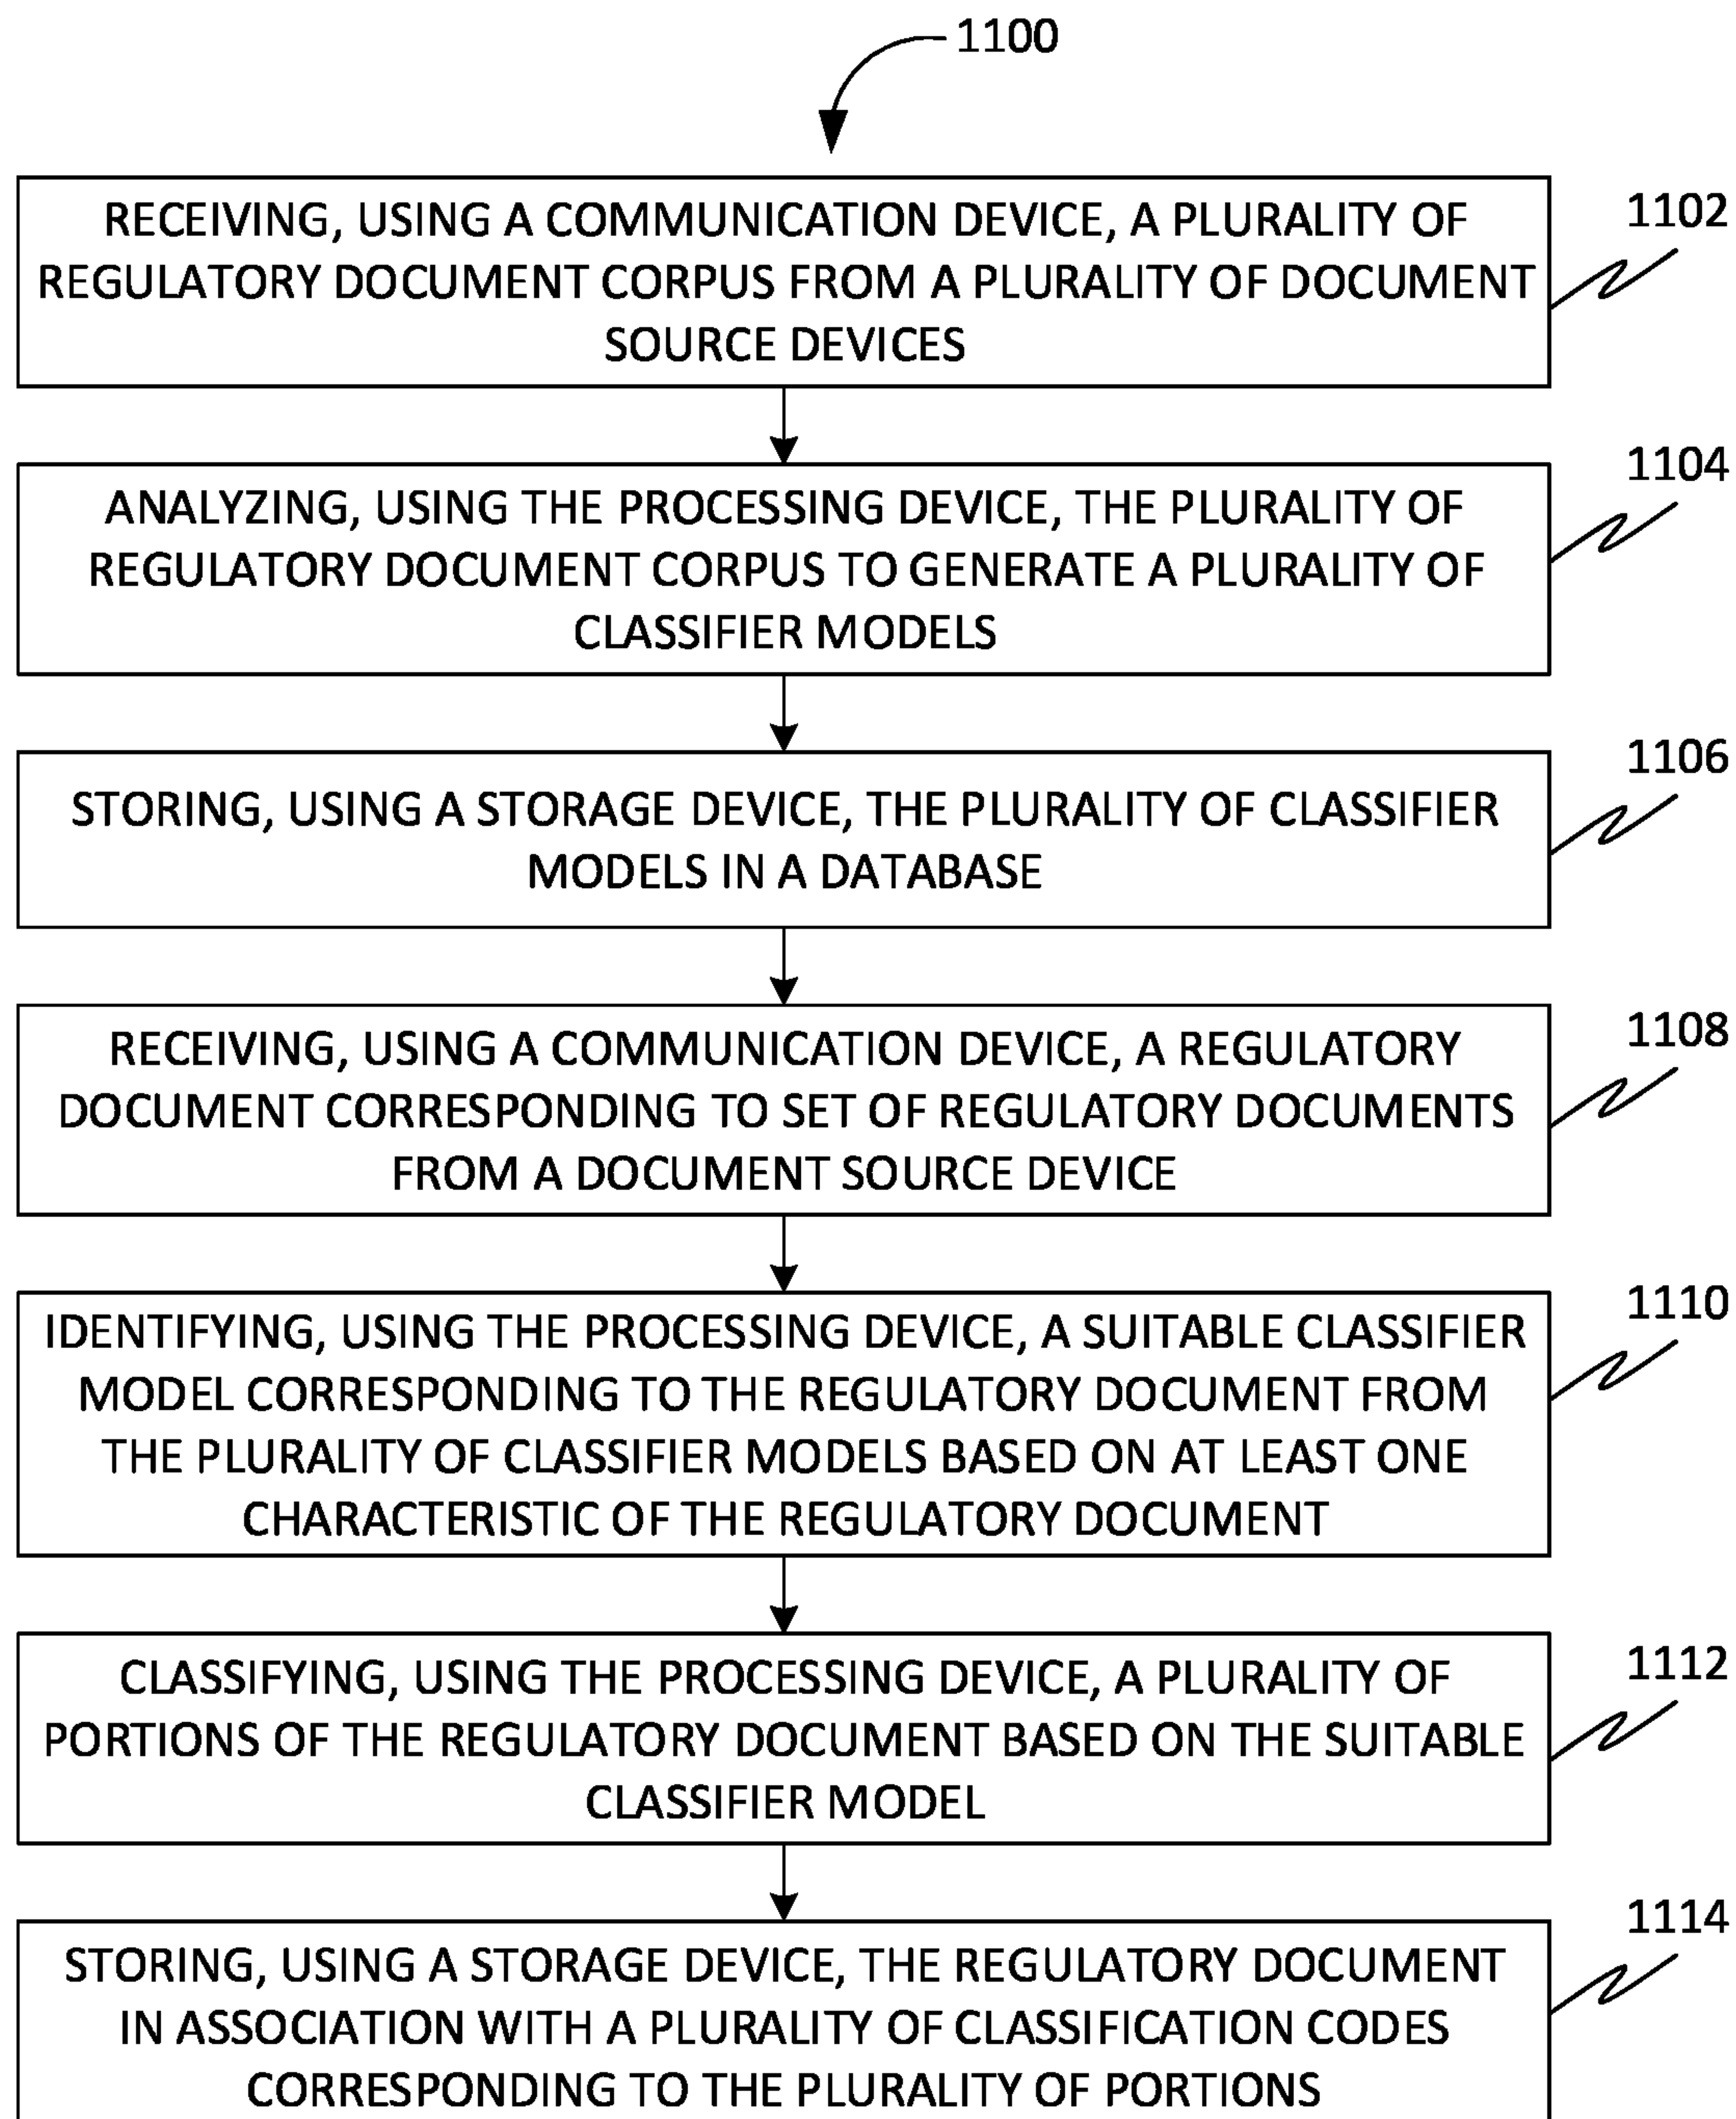 1100
RECEIVING, USING A COMMUNICATION DEVICE, A PLURALITY OF
REGULATORY DOCUMENT CORPUS FROM A PLURALITY OF DOCUMENT
SOURCE DEVICES
1102
ANALYZING, USING THE PROCESSING DEVICE, THE PLURALITY OF
REGULATORY DOCUMENT CORPUS TO GENERATE A PLURALITY OF
CLASSIFIER MODELS
1104
STORING, USING A STORAGE DEVICE, THE PLURALITY OF CLASSIFIER
MODELS IN A DATABASE
1106
RECEIVING, USING A COMMUNICATION DEVICE, A REGULATORY
DOCUMENT CORRESPONDING TO SET OF REGULATORY DOCUMENTS
FROM A DOCUMENT SOURCE DEVICE
1108
IDENTIFYING, USING THE PROCESSING DEVICE, A SUITABLE CLASSIFIER
MODEL CORRESPONDING TO THE REGULATORY DOCUMENT FROM
THE PLURALITY OF CLASSIFIER MODELS BASED ON AT LEAST ONE
CHARACTERISTIC OF THE REGULATORY DOCUMENT
1110
CLASSIFYING, USING THE PROCESSING DEVICE, A PLURALITY OF
PORTIONS OF THE REGULATORY DOCUMENT BASED ON THE SUITABLE
CLASSIFIER MODEL
1112
STORING, USING A STORAGE DEVICE, THE REGULATORY DOCUMENT
IN ASSOCIATION WITH A PLURALITY OF CLASSIFICATION CODES
CORRESPONDING TO THE PLURALITY OF PORTIONS
1114